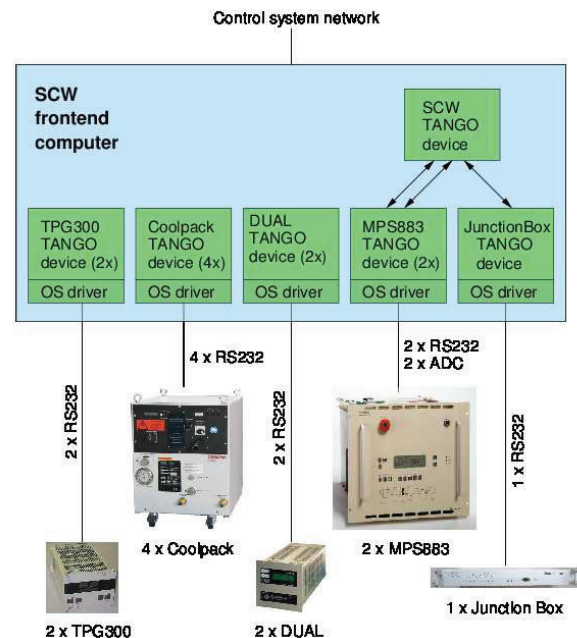 Control system network
SCW
frontend
computer
SCW
TANGO
device
TPG300
TANGO
device (2x)
OS driver
Coolpack
TANGO
device (4x)
OS driver
DUAL
TANGO
device (2x)
OS driver
MPS883
TANGO
device (2x)
OS driver
JunctionBox
TANGO
device
OS driver
2 x RS232
4 x RS232
2 x RS232
2 x RS232
2 x ADC
1 x RS232
4 x Coolpack
2 x MPS883
2 x TPG300
2 x DUAL
1 x Junction Box